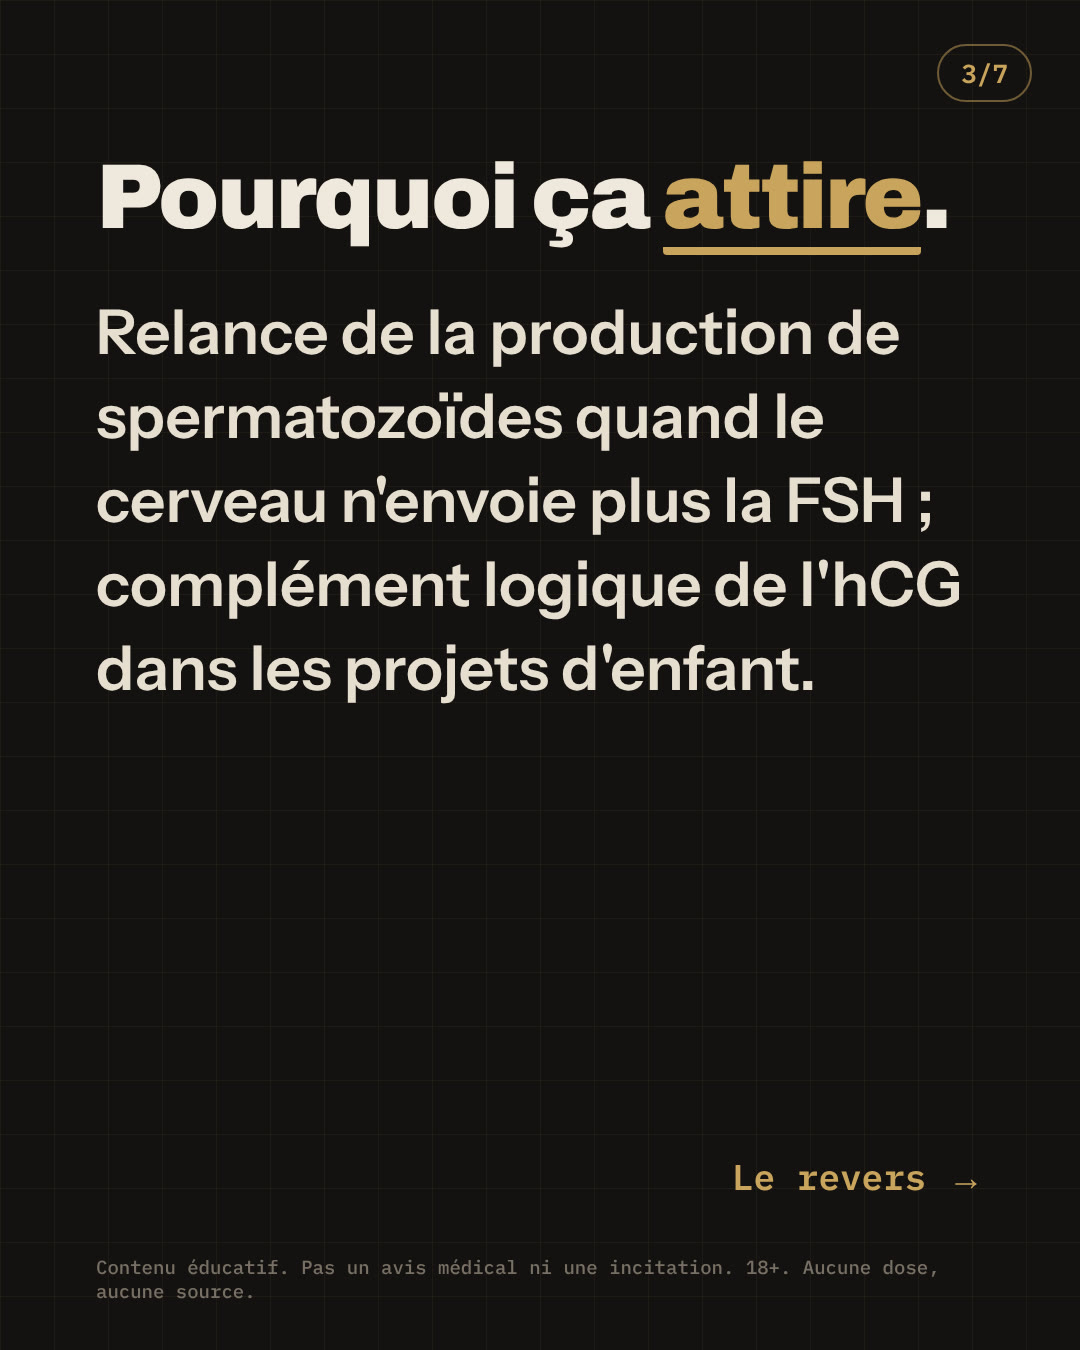 3/7
Pourquoi ça attire.
Relance de la production de
spermatozoïdes quand le
cerveau n'envoie plus la FSH ;
complément logique de l'hCG
dans les projets d'enfant.
Le revers →
Contenu éducatif. Pas un avis médical ni une incitation. 18+. Aucune dose,
aucune source.